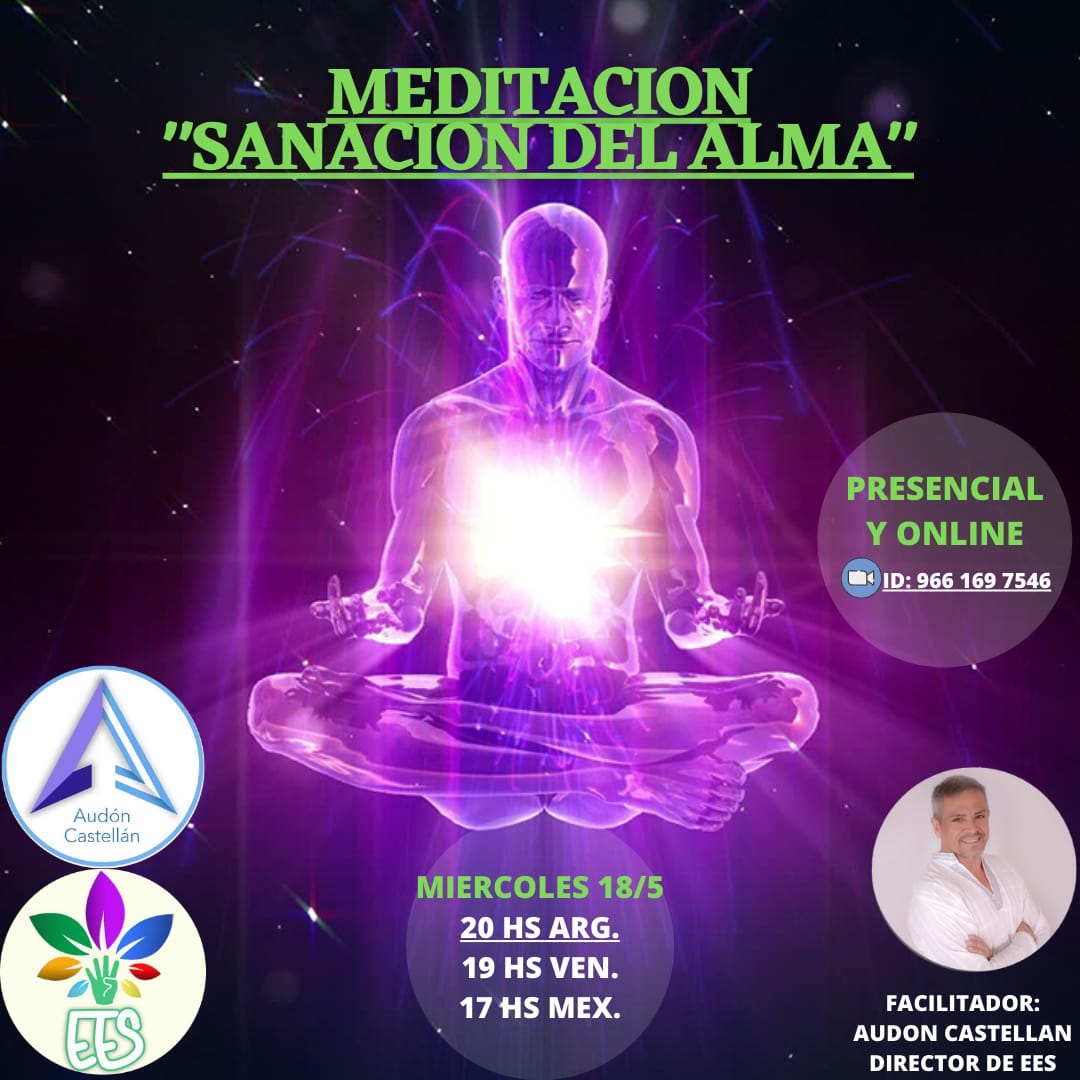 MEDITACION
"SANACION DEL ALMA"
PRESENCIAL
Y ONLINE
ID: 966 169 7546
Audón
Castellán
EES
MIERCOLES 18/5
20 HS ARG.
19 HS VEN.
17 HS MEX.
FACILITADOR:
AUDON CASTELLAN
DIRECTOR DE EES